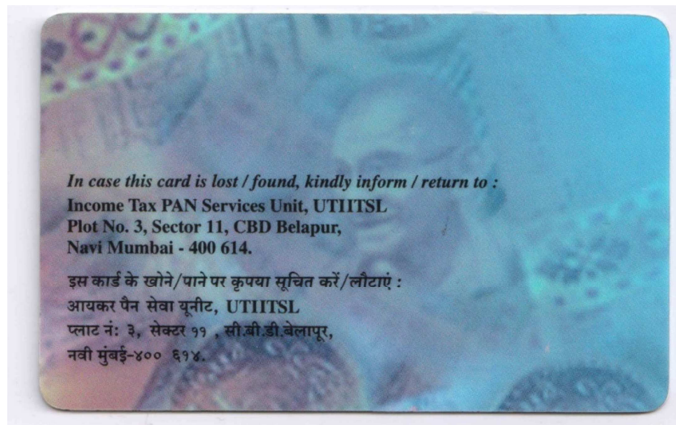 In case this card is lost / found, kindly inform / return to :
Income Tax PAN Services Unit, UTIITSL
Plot No. 3, Sector 11, CBD Belapur,
Navi Mumbai - 400 614.
इस कार्ड के खोने/पाने पर कृपया सूचित करें/लौटाएं :
आयकर पैन सेवा यूनीट, UTIITSL
प्लाट नं: ३, सेक्टर ११ , सी.बी.डी.बेलापूर,
नवी मुंबई-४०० ६१४.